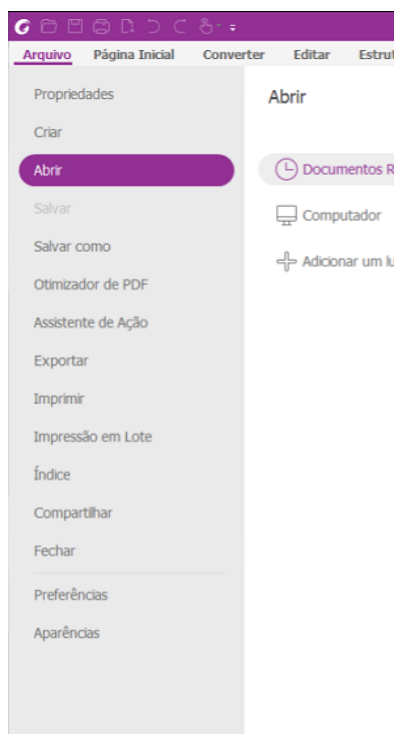 Arquivo Página Inicial Converter Editar
Propriedades
Abrir
Criar
Abrir
Documentos R
Salvar
Computador
Salvar como
Adicionar um lu
Otimizador de PDF
Assistente de Ação
Exportar
Imprimir
Impressão em Lote
Índice
Compartilhar
Fechar
Preferências
Aparências